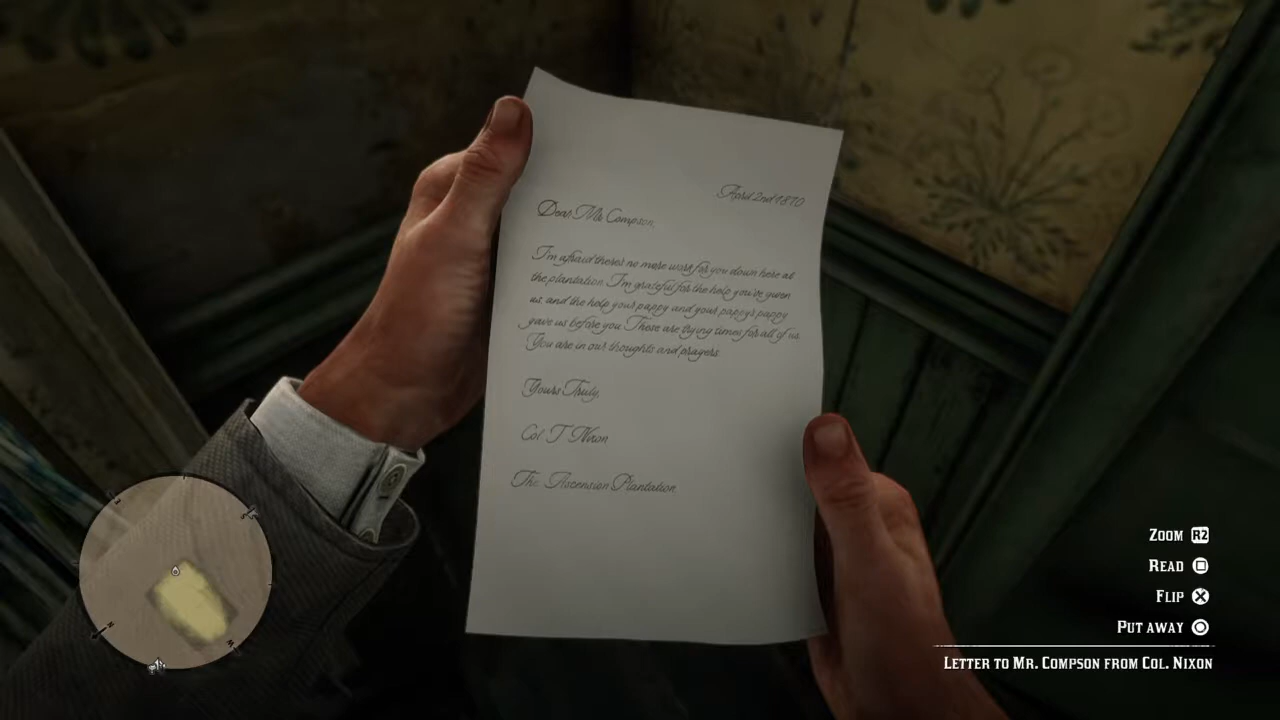 April 2nd 1870
Dear Mr Compson,
I'm afraid there's no more work for you down here at
the plantation. I'm grateful for the help you've given
us, and the help your pappy and your pappy's pappy
gave us before you. These are trying times for all of us.
You are in our thoughts and prayers.
Yours Truly,
Col. T Nixon
The Ascension Plantation
ZOOM R2
READ
FLIP
PUT AWAY
LETTER TO MR. COMPSON FROM COL. NIXON